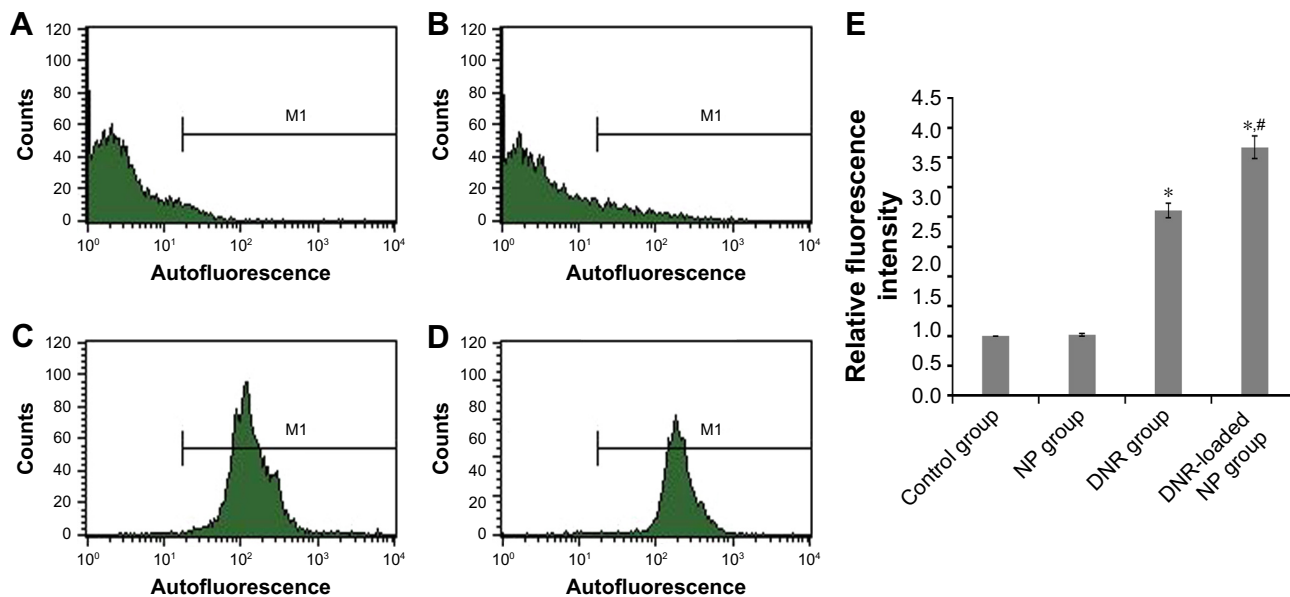 A
120
100
80
60
40
20
0
Counts
M1
10⁰ 10¹ 10² 10³ 10⁴
Autofluorescence
B
120
100
80
60
40
20
0
Counts
M1
10⁰ 10¹ 10² 10³ 10⁴
Autofluorescence
C
120
100
80
60
40
20
0
Counts
M1
10⁰ 10¹ 10² 10³ 10⁴
Autofluorescence
D
120
100
80
60
40
20
0
Counts
M1
10⁰ 10¹ 10² 10³ 10⁴
Autofluorescence
E
Relative fluorescence
intensity
4.5
4.0
3.5
3.0
2.5
2.0
1.5
1.0
0.5
0.0
*
*,#
Control group
NP group
DNR group
DNR-loaded
NP group